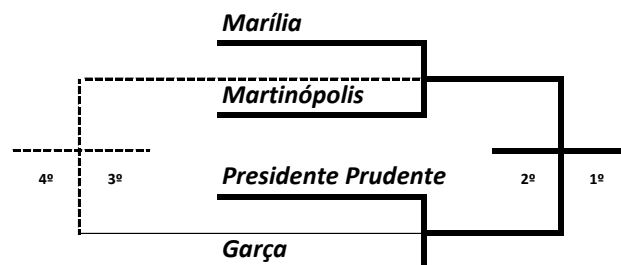 Marília
Martinópolis
Presidente Prudente
4º 3º 2º 1º
Garça